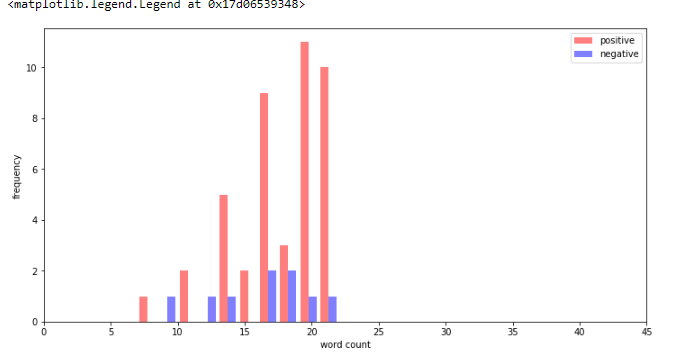 <matplotlib.legend.Legend at 0x17d06539348>
positive
negative
10
8
6
4
2
0
frequency
0 5 10 15 20 25 30 35 40 45
word count